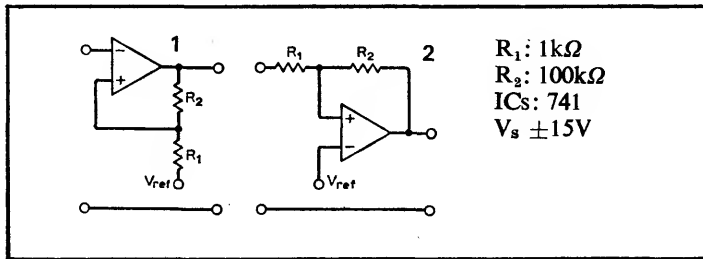 1
R₂
R₁
Vref
R₁
R₂
2
Vref
R₁: 1kΩ
R₂: 100kΩ
ICs: 741
Vs ±15V